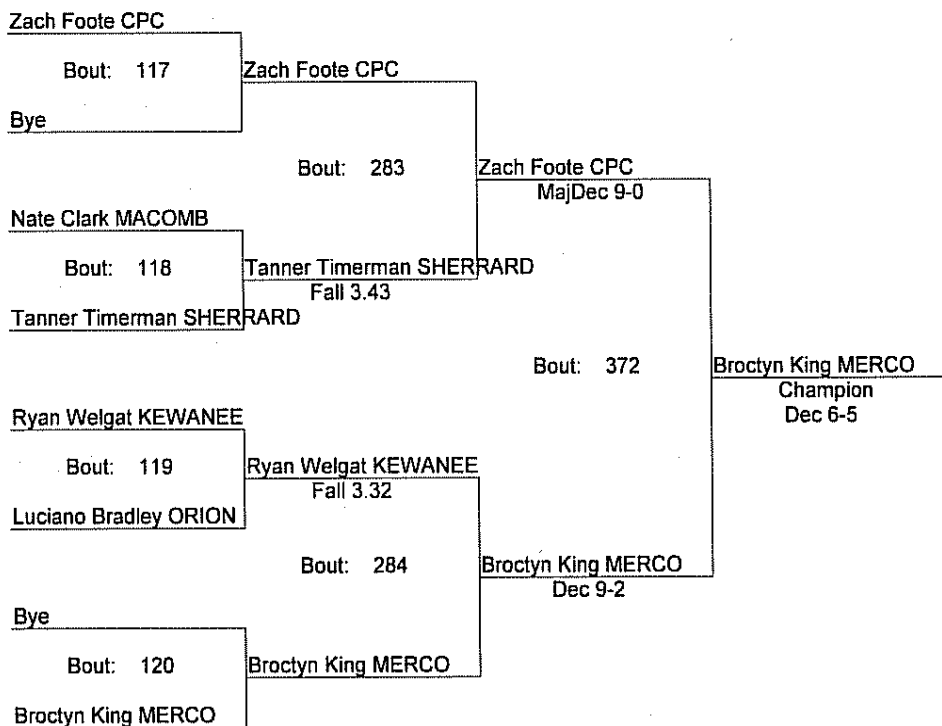 Zach Foote CPC
Bout: 117
Zach Foote CPC
Bye
Bout: 283
Zach Foote CPC
MajDec 9-0
Nate Clark MACOMB
Bout: 118
Tanner Timerman SHERRARD
Fall 3.43
Tanner Timerman SHERRARD
Bout: 372
Broctyn King MERCO
Champion
Dec 6-5
Ryan Welgat KEWANEE
Bout: 119
Ryan Welgat KEWANEE
Fall 3.32
Luciano Bradley ORION
Bout: 284
Broctyn King MERCO
Dec 9-2
Bye
Bout: 120
Broctyn King MERCO
Broctyn King MERCO